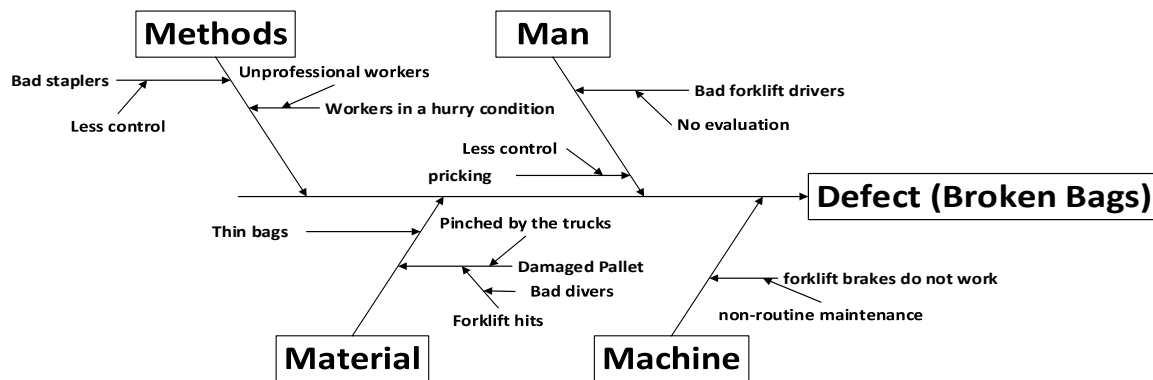 Methods
Man
Bad staplers
Unprofessional workers
Workers in a hurry condition
Less control
Bad forklift drivers
No evaluation
Less control
pricking
Defect (Broken Bags)
Thin bags
Pinched by the trucks
Damaged Pallet
Bad divers
Forklift hits
forklift brakes do not work
non-routine maintenance
Material
Machine